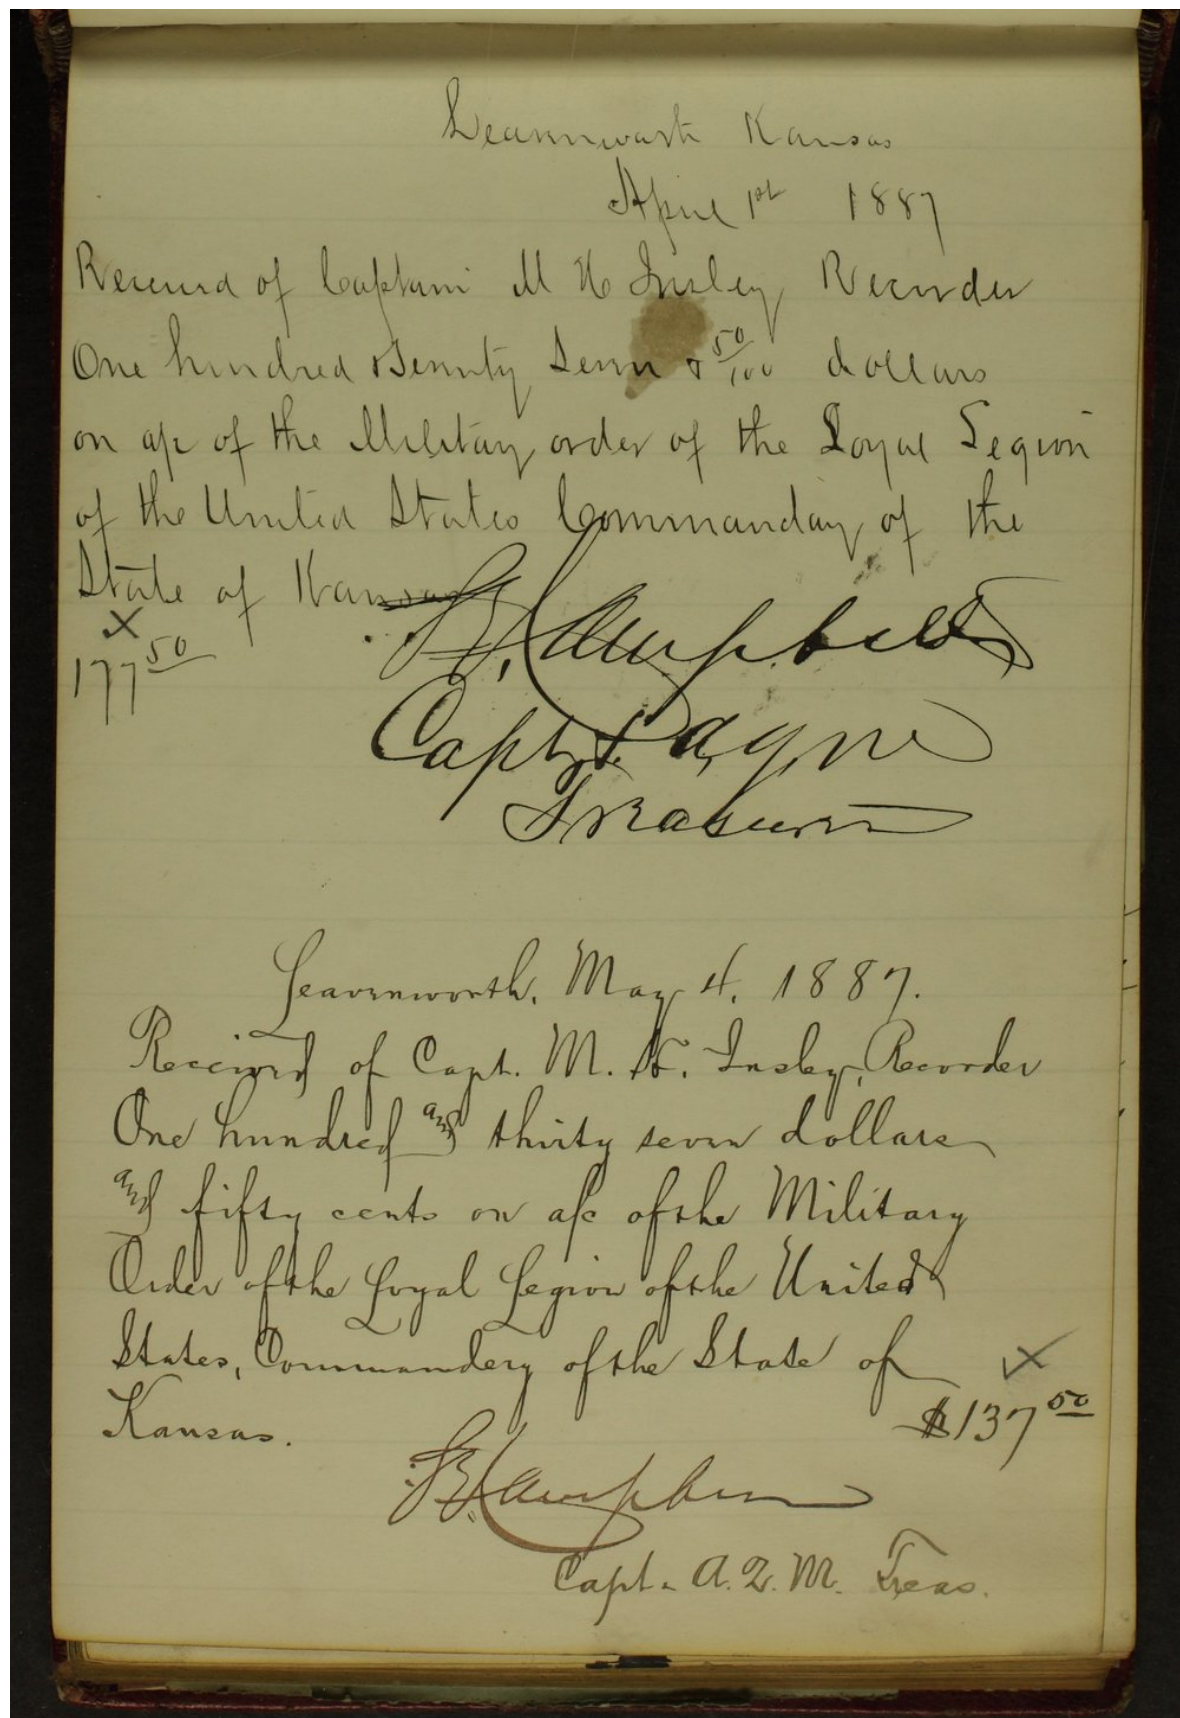 Leavenworth Kansas
April 1st 1887
Received of Captain M H Insley Recorder
One hundred & Seventy Seven & 50/100 dollars
on a/c of the Military order of the Loyal Legion
of the United States Commandary of the
State of Kansas
x
177 50
B. Campbell
Capt &
Treasurer
Leavenworth, May 4, 1887.
Received of Capt. M. H. Insley, Recorder
One hundred and thirty seven dollars
and fifty cents on a/c of the Military
Order of the Loyal Legion of the United
States, Commandery of the State of
x
Kansas.
$137 50
Campbell
Capt. A.Q.M. Treas.